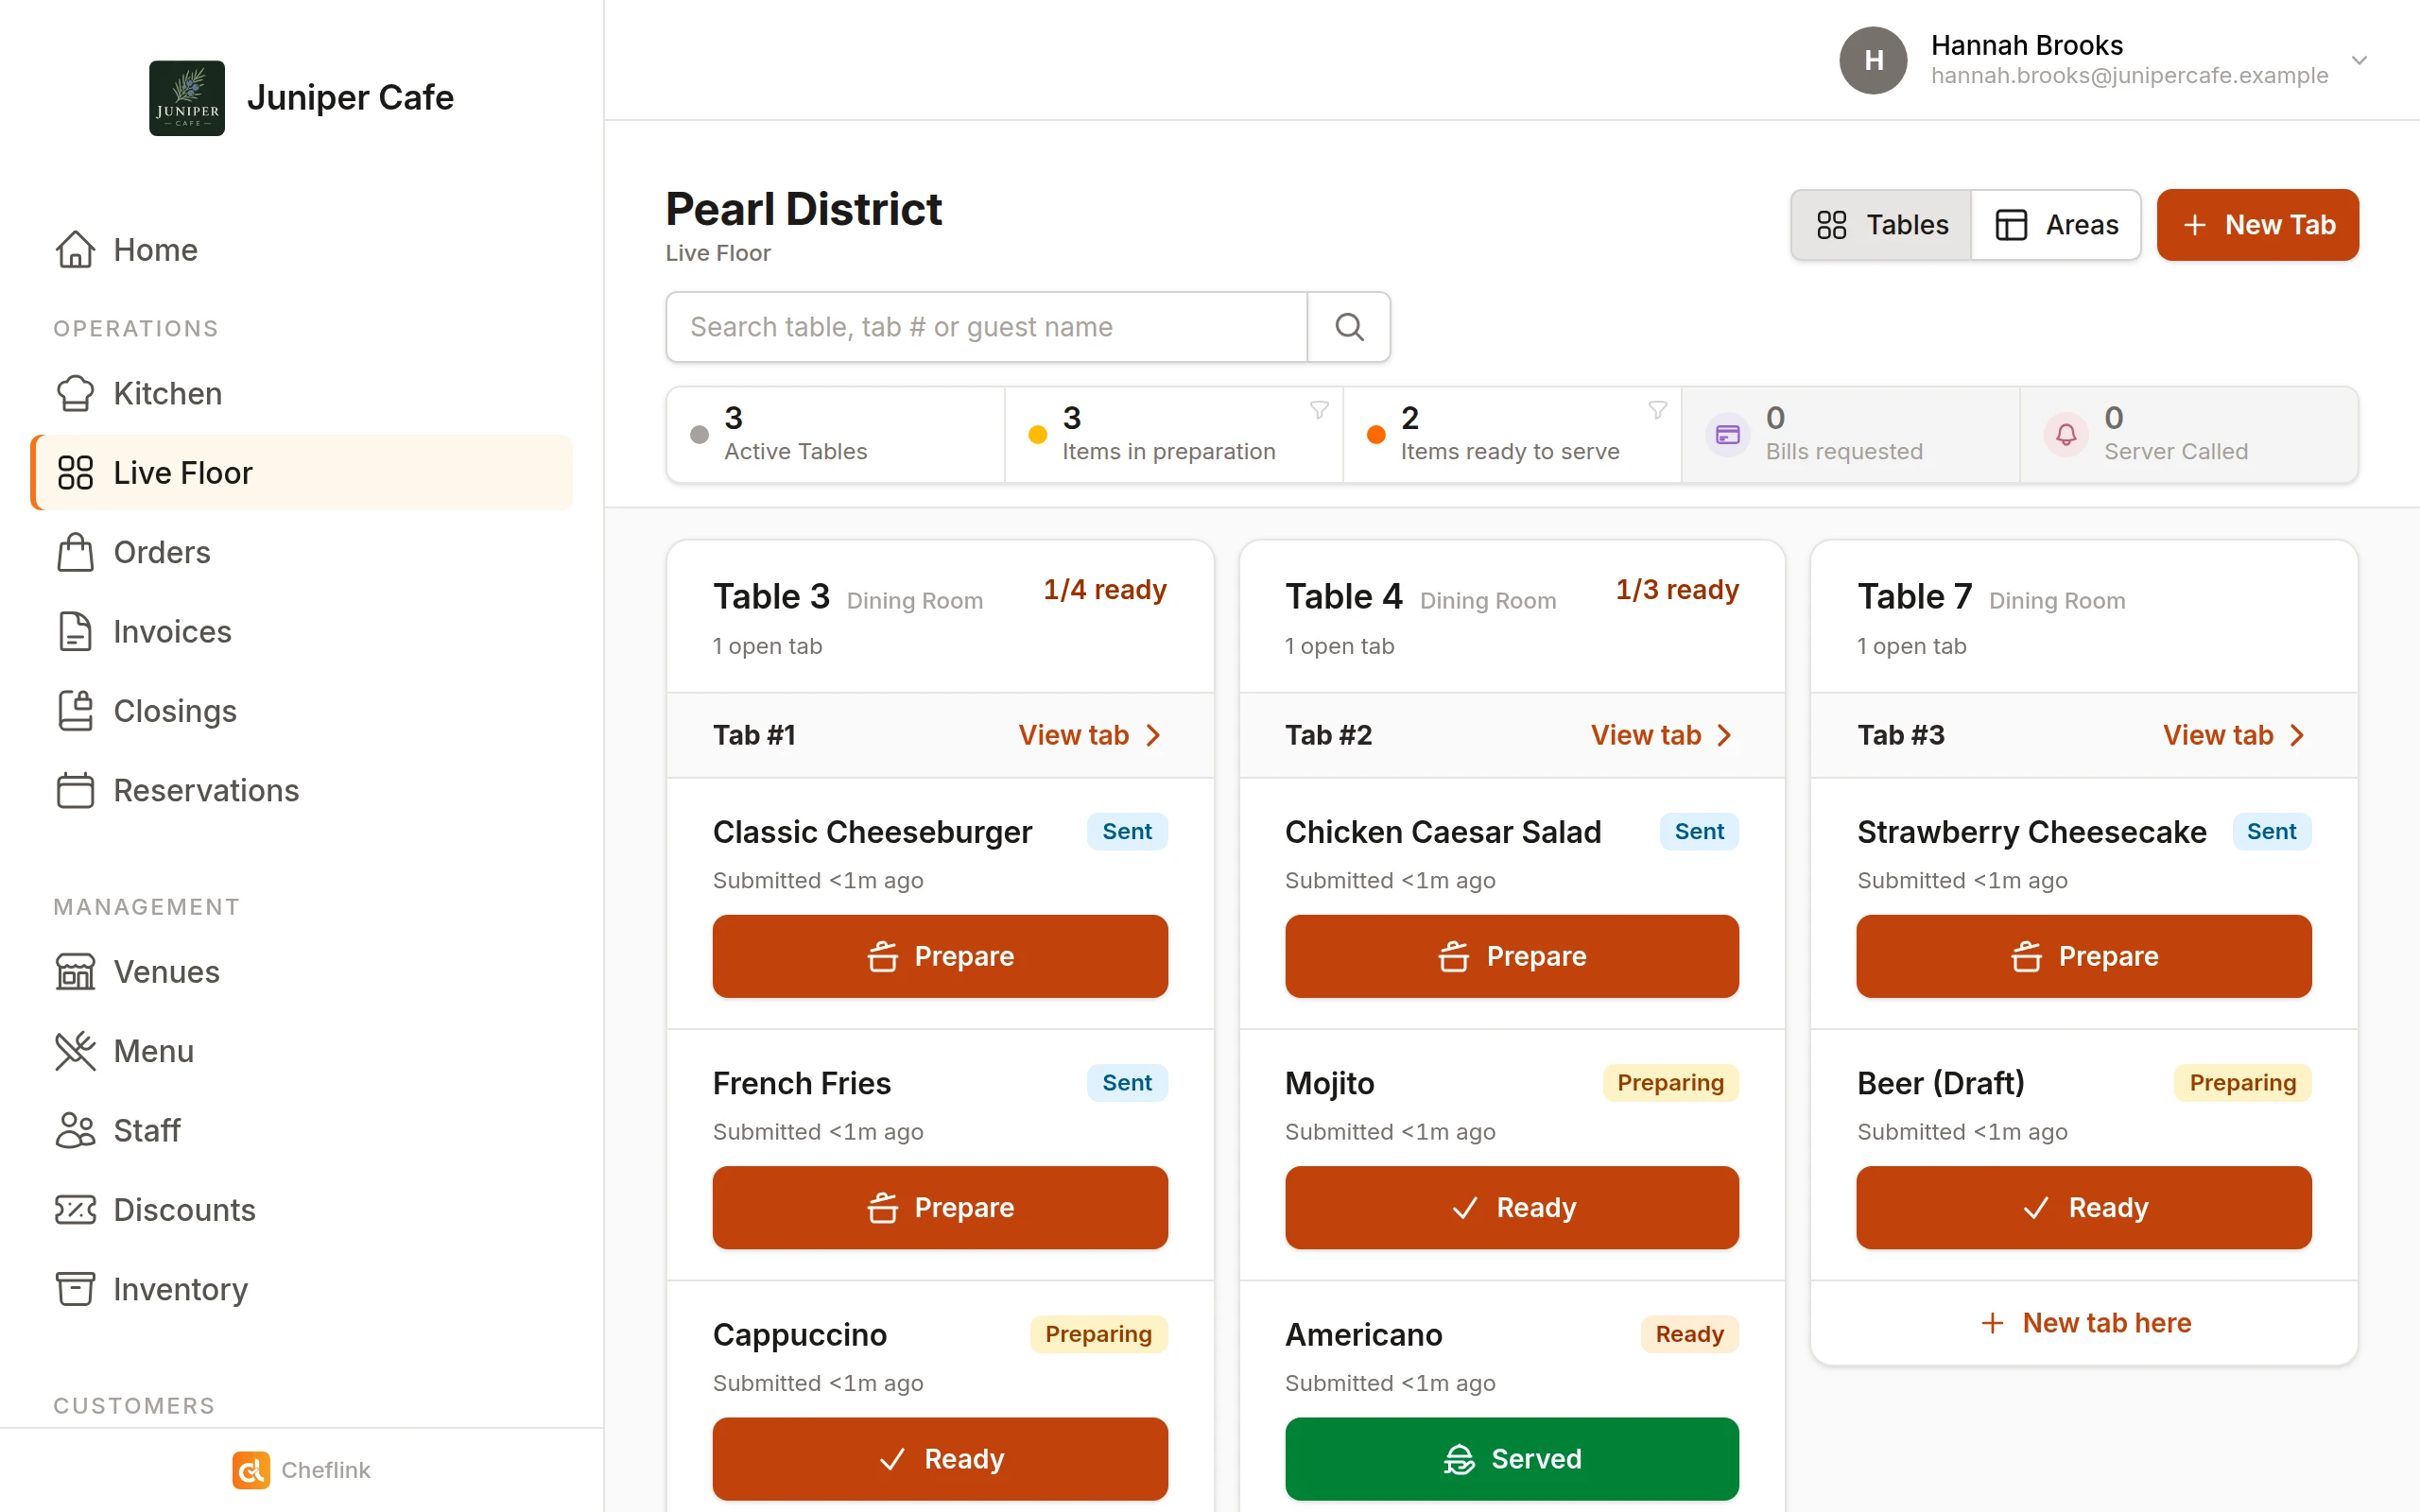 JUNIPER
CAFE
Juniper Cafe
Home
OPERATIONS
Kitchen
Live Floor
Orders
Invoices
Closings
Reservations
MANAGEMENT
Venues
Menu
Staff
Discounts
Inventory
CUSTOMERS
Cheflink
H
Hannah Brooks
hannah.brooks@junipercafe.example
Pearl District
Live Floor
Tables
Areas
New Tab
Search table, tab # or guest name
3
Active Tables
3
Items in preparation
2
Items ready to serve
0
Bills requested
0
Server Called
Table 3 Dining Room 1/4 ready
1 open tab
Tab #1 View tab
Classic Cheeseburger Sent
Submitted <1m ago
Prepare
French Fries Sent
Submitted <1m ago
Prepare
Cappuccino Preparing
Submitted <1m ago
Ready
Table 4 Dining Room 1/3 ready
1 open tab
Tab #2 View tab
Chicken Caesar Salad Sent
Submitted <1m ago
Prepare
Mojito Preparing
Submitted <1m ago
Ready
Americano Ready
Submitted <1m ago
Served
Table 7 Dining Room
1 open tab
Tab #3 View tab
Strawberry Cheesecake Sent
Submitted <1m ago
Prepare
Beer (Draft) Preparing
Submitted <1m ago
Ready
New tab here